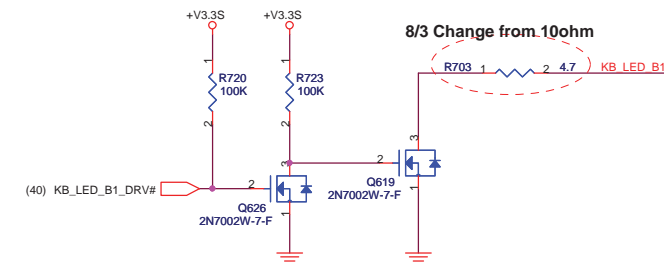 +V3.3S
+V3.3S
8/3 Change from 10ohm
1
R720
100K
2
1
R723
100K
2
R703 1 2 4.7 KB_LED_B1
(40) KB_LED_B1_DRV#
2
3
1
Q626
2N7002W-7-F
2
3
1
Q619
2N7002W-7-F